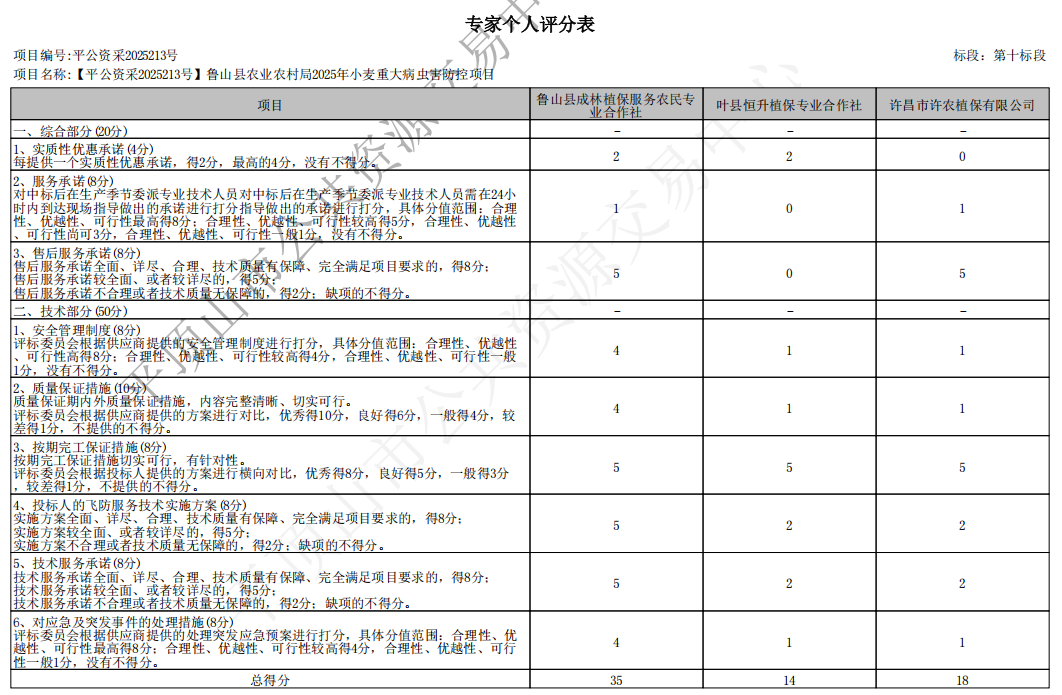 专家个人评分表
项目编号:平公资采2025213号
标段: 第十标段
项目名称:【平公资采2025213号】鲁山县农业农村局2025年小麦重大病虫害防控项目
项目 鲁山县成林植保服务农民专业合作社 叶县恒升植保专业合作社 许昌市许农植保有限公司
一、综合部分(20分) — — —
1、实质性优惠承诺(4分)
每提供一个实质性优惠承诺，得2分，最高的4分，没有不得分。
2 2 0
2、服务承诺(8分)
对中标后在生产季节委派专业技术人员对中标后在生产季节委派专业技术人员需在24小
时内到达现场指导做出的承诺进行打分指导做出的承诺进行打分，具体分值范围：合理
性、优越性、可行性最高得8分；合理性、优越性、可行性较高得5分，合理性、优越性
、可行性尚可3分，合理性、优越性、可行性一般1分，没有不得分。
1 0 1
3、售后服务承诺(8分)
售后服务承诺全面、详尽、合理、技术质量有保障、完全满足项目要求的，得8分；
售后服务承诺较全面、或者较详尽的，得5分；
售后服务承诺不合理或者技术质量无保障的，得2分；缺项的不得分。
5 0 5
二、技术部分(50分) — — —
1、安全管理制度(8分)
评标委员会根据供应商提供的安全管理制度进行打分，具体分值范围：合理性、优越性
、可行性高得8分；合理性、优越性、可行性较高得4分，合理性、优越性、可行性一般
1分，没有不得分。
4 1 1
2、质量保证措施(10分)
质量保证期内外质量保证措施，内容完整清晰、切实可行。
评标委员会根据供应商提供的方案进行对比，优秀得10分，良好得6分，一般得4分，较
差得1分，不提供的不得分。
4 1 1
3、按期完工保证措施(8分)
按期完工保证措施切实可行，有针对性。
评标委员会根据投标人提供的方案进行横向对比，优秀得8分，良好得5分，一般得3分
，较差得1分，不提供的不得分。
5 5 5
4、投标人的飞防服务技术实施方案(8分)
实施方案全面、详尽、合理、技术质量有保障、完全满足项目要求的，得8分；
实施方案较全面、或者较详尽的，得5分；
实施方案不合理或者技术质量无保障的，得2分；缺项的不得分。
5 2 2
5、技术服务承诺(8分)
技术服务承诺全面、详尽、合理、技术质量有保障、完全满足项目要求的，得8分；
技术服务承诺较全面、或者较详尽的，得5分；
技术服务承诺不合理或者技术质量无保障的，得2分；缺项的不得分。
5 2 2
6、对应急及突发事件的处理措施(8分)
评标委员会根据供应商提供的处理突发应急预案进行打分，具体分值范围：合理性、优
越性、可行性最高得8分；合理性、优越性、可行性较高得4分，合理性、优越性、可行
性一般1分，没有不得分。
4 1 1
总得分 35 14 18
平顶山市公共资源交易中
平顶山市公共资源交易中心